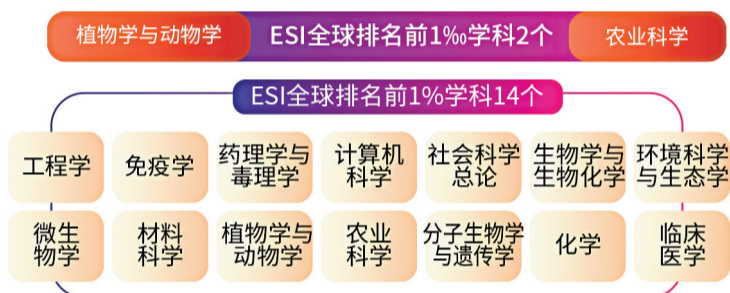 植物学与动物学 ESI全球排名前1‰学科2个 农业科学
ESI全球排名前1%学科14个
工程学
免疫学
药理学与
毒理学
计算机
科学
社会科学
总论
生物学与
生物化学
环境科学
与生态学
微生
物学
材料
科学
植物学与
动物学
农业
科学
分子生物学
与遗传学
化学
临床
医学